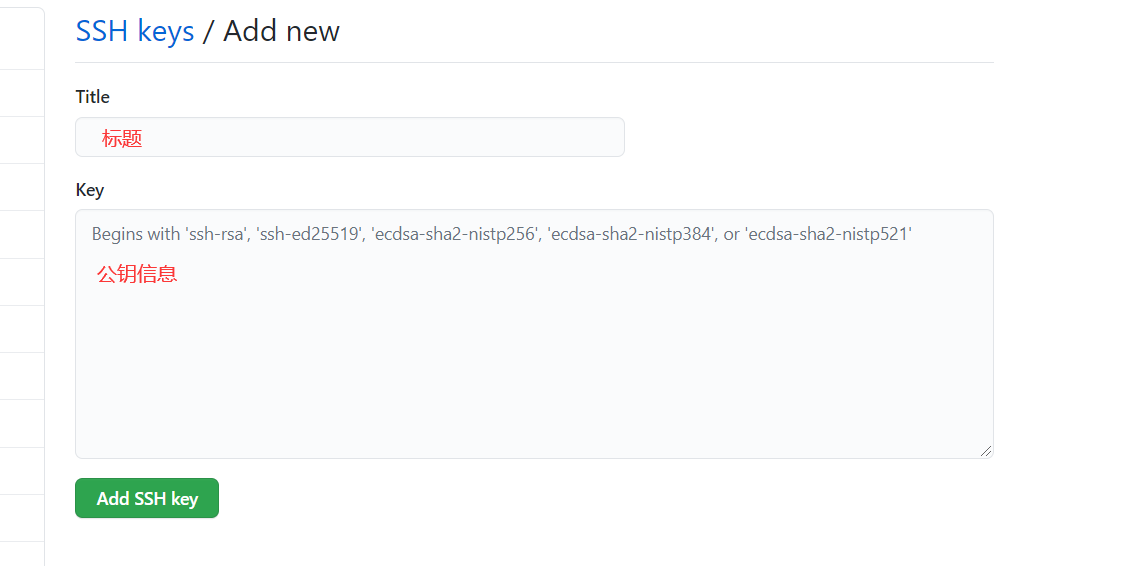 SSH keys / Add new
Title
标题
Key
Begins with 'ssh-rsa', 'ssh-ed25519', 'ecdsa-sha2-nistp256', 'ecdsa-sha2-nistp384', or 'ecdsa-sha2-nistp521'
公钥信息
Add SSH key